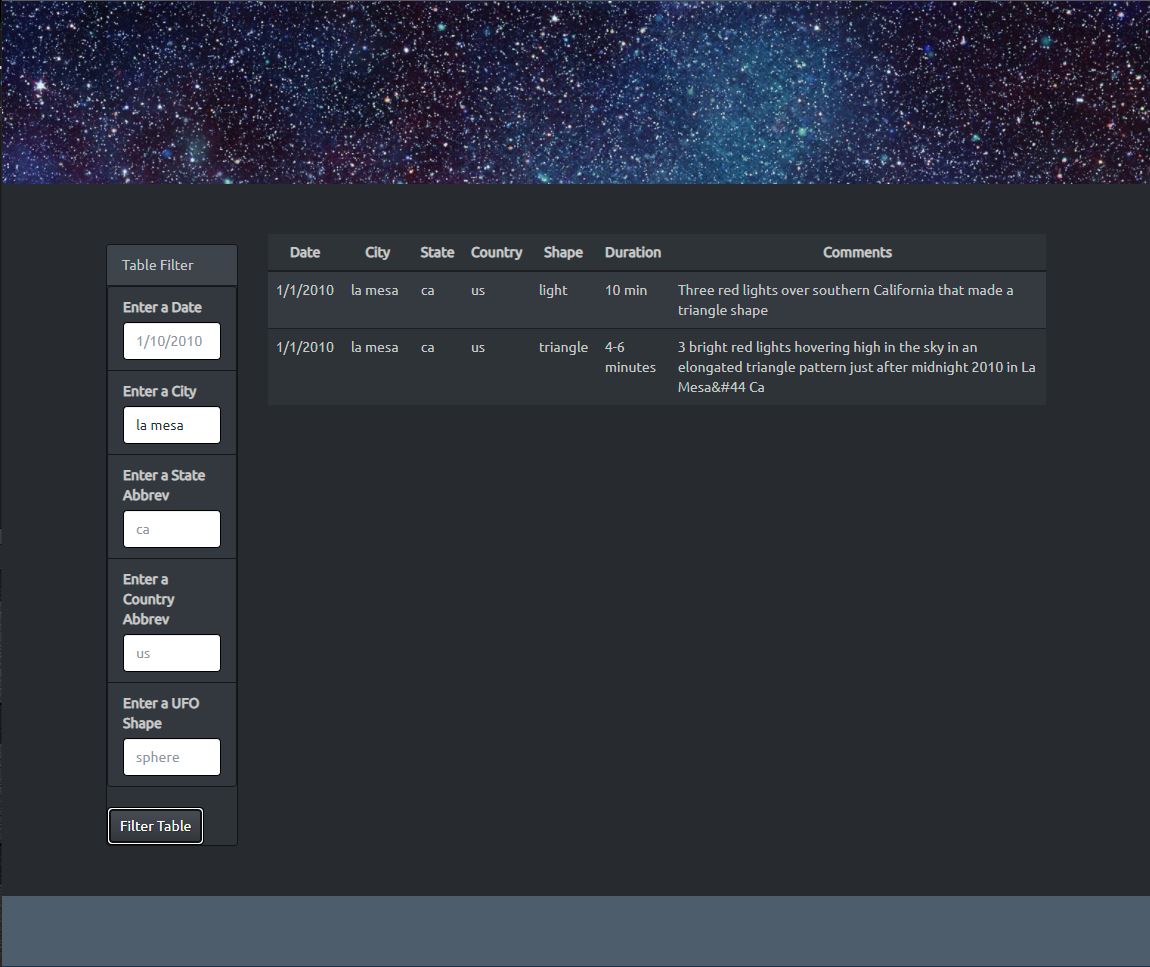 Table Filter
Enter a Date
1/10/2010
Enter a City
la mesa
Enter a State
Abbrev
ca
Enter a
Country
Abbrev
us
Enter a UFO
Shape
sphere
Filter Table
Date City State Country Shape Duration Comments
1/1/2010 la mesa ca us light 10 min Three red lights over southern California that made a
triangle shape
1/1/2010 la mesa ca us triangle 4-6 3 bright red lights hovering high in the sky in an
minutes elongated triangle pattern just after midnight 2010 in La
Mesa&#44 Ca